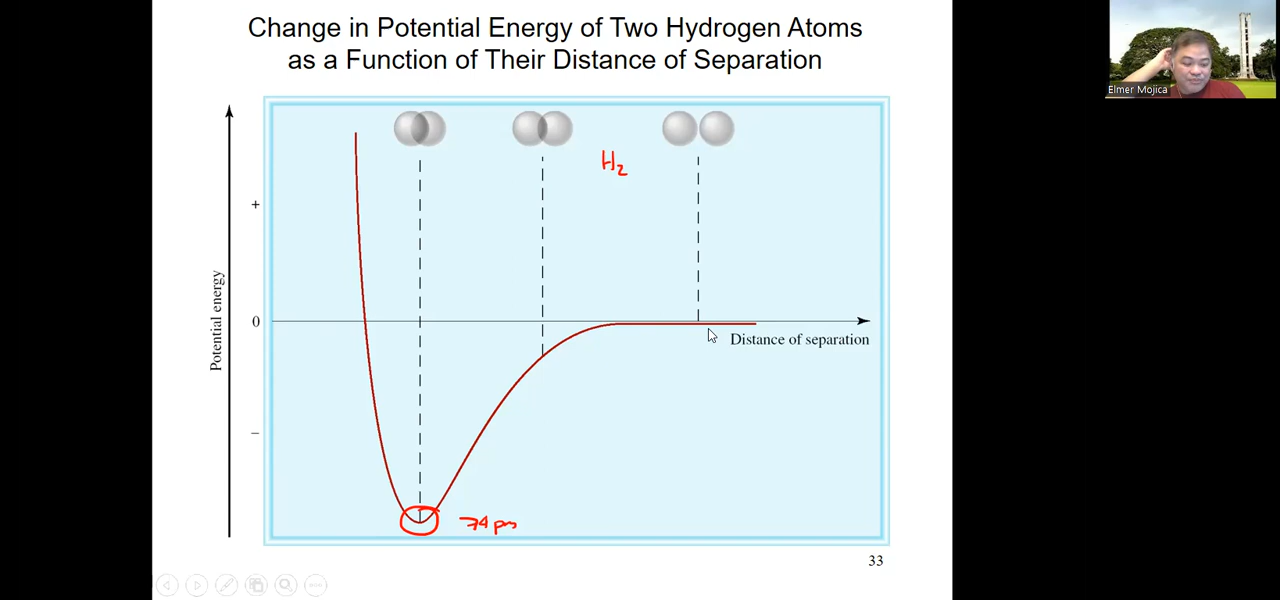 Change in Potential Energy of Two Hydrogen Atoms
as a Function of Their Distance of Separation
Elmer Mojica
H2
+
Potential energy
0
Distance of separation
–
74 pm
33